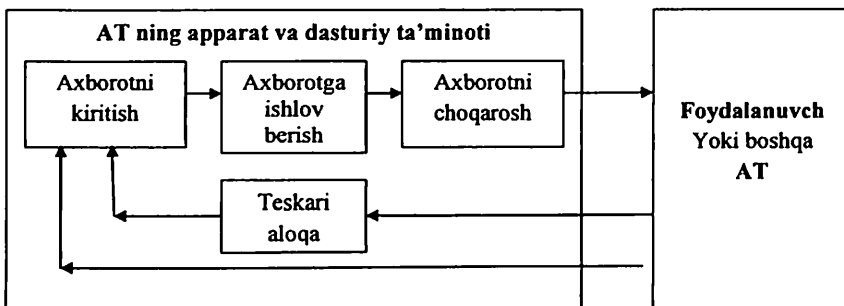 AT ning apparat va dasturiy ta’minoti
Axborotni
kiritish
Axborotga
ishlov
berish
Axborotni
choqarosh
Teskari
aloqa
Foydalanuvch
Yoki boshqa
AT